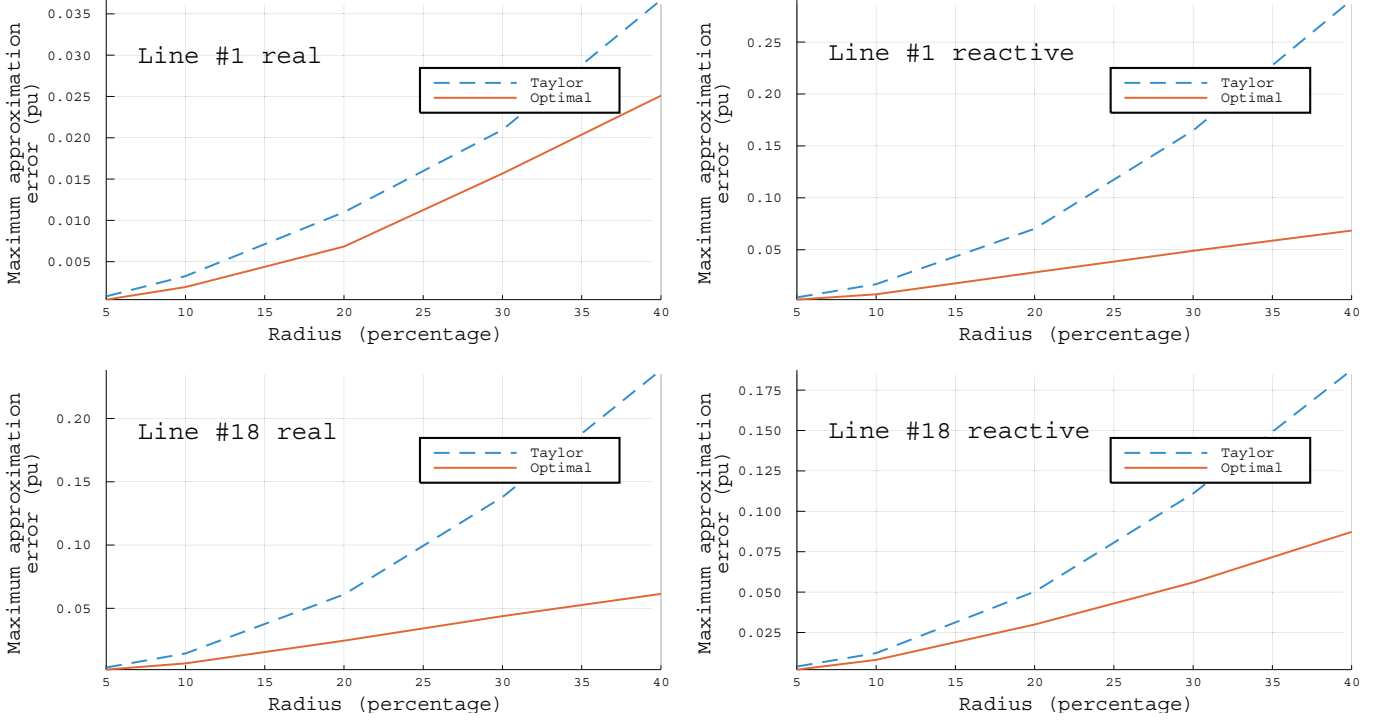 Maximum approximation
error (pu)
0.035
0.030
0.025
0.020
0.015
0.010
0.005
Line #1 real
Taylor
Optimal
5 10 15 20 25 30 35 40
Radius (percentage)
Maximum approximation
error (pu)
0.25
0.20
0.15
0.10
0.05
Line #1 reactive
Taylor
Optimal
5 10 15 20 25 30 35 40
Radius (percentage)
Maximum approximation
error (pu)
0.20
0.15
0.10
0.05
Line #18 real
Taylor
Optimal
5 10 15 20 25 30 35 40
Radius (percentage)
Maximum approximation
error (pu)
0.175
0.150
0.125
0.100
0.075
0.050
0.025
Line #18 reactive
Taylor
Optimal
5 10 15 20 25 30 35 40
Radius (percentage)